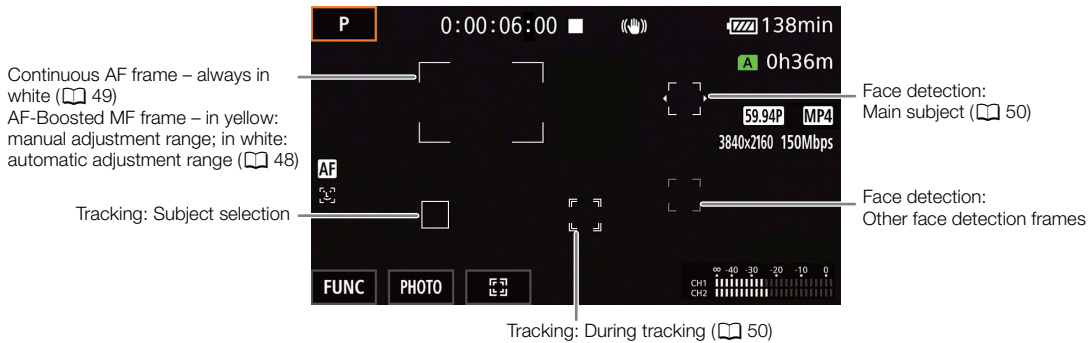 P 0:00:06:00 138min
A 0h36m
Continuous AF frame – always in
white ( 49)
AF-Boosted MF frame – in yellow:
manual adjustment range; in white:
automatic adjustment range ( 48)
Face detection:
Main subject ( 50)
59.94P MP4
3840x2160 150Mbps
AF
Tracking: Subject selection
Face detection:
Other face detection frames
FUNC PHOTO
∞ -40 -30 -20 -10 0
CH1
CH2
Tracking: During tracking ( 50)